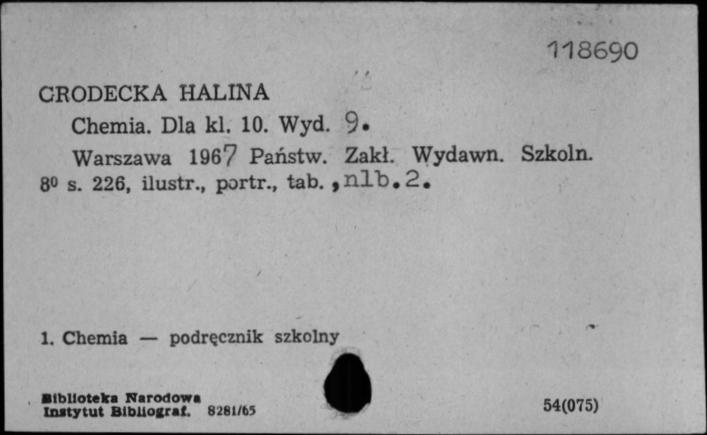 118690
GRODECKA HALINA
Chemia. Dla kl. 10. Wyd. 9.
Warszawa 1967 Państw. Zakł. Wydawn. Szkoln.
8⁰ s. 226, ilustr., portr., tab. ,nlb.2.
1. Chemia — podręcznik szkolny
Biblioteka Narodowa
Instytut Bibliograf. 8281/65
54(075)